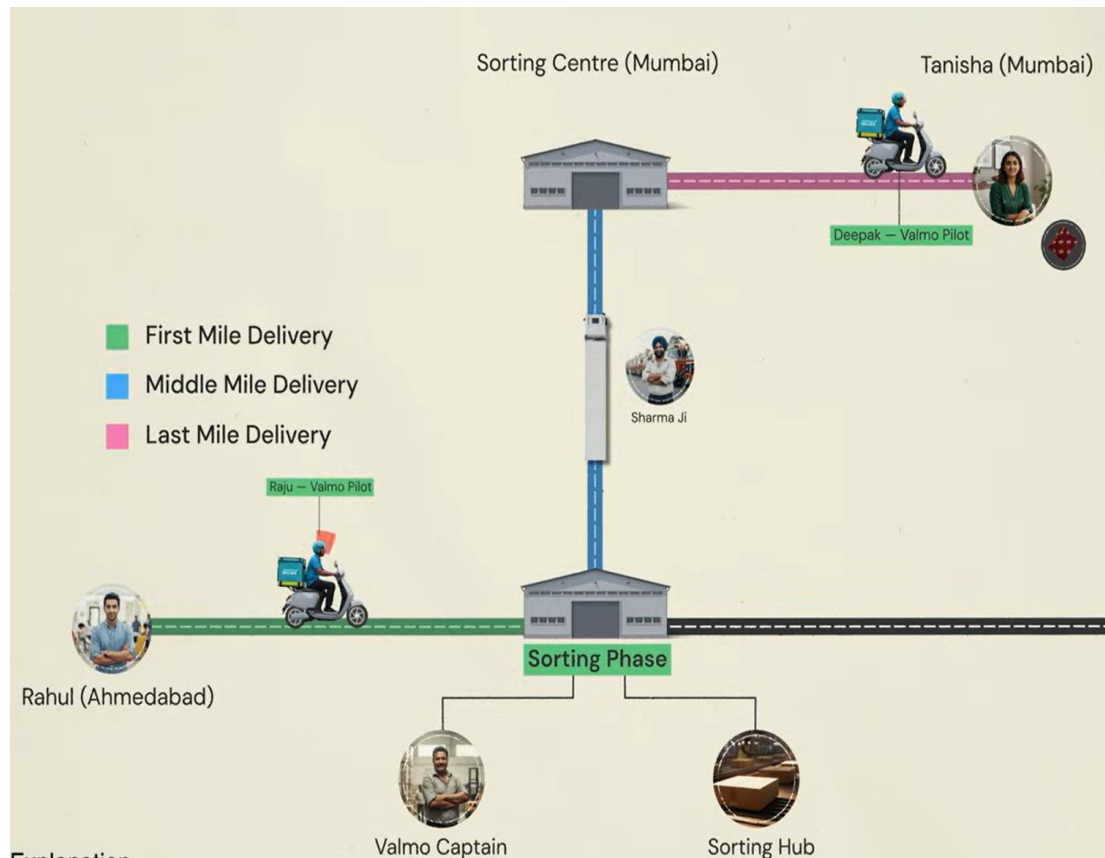 Sorting Centre (Mumbai)
Tanisha (Mumbai)
Deepak — Valmo Pilot
First Mile Delivery
Middle Mile Delivery
Sharma Ji
Last Mile Delivery
Raju — Valmo Pilot
Sorting Phase
Rahul (Ahmedabad)
Valmo Captain
Sorting Hub